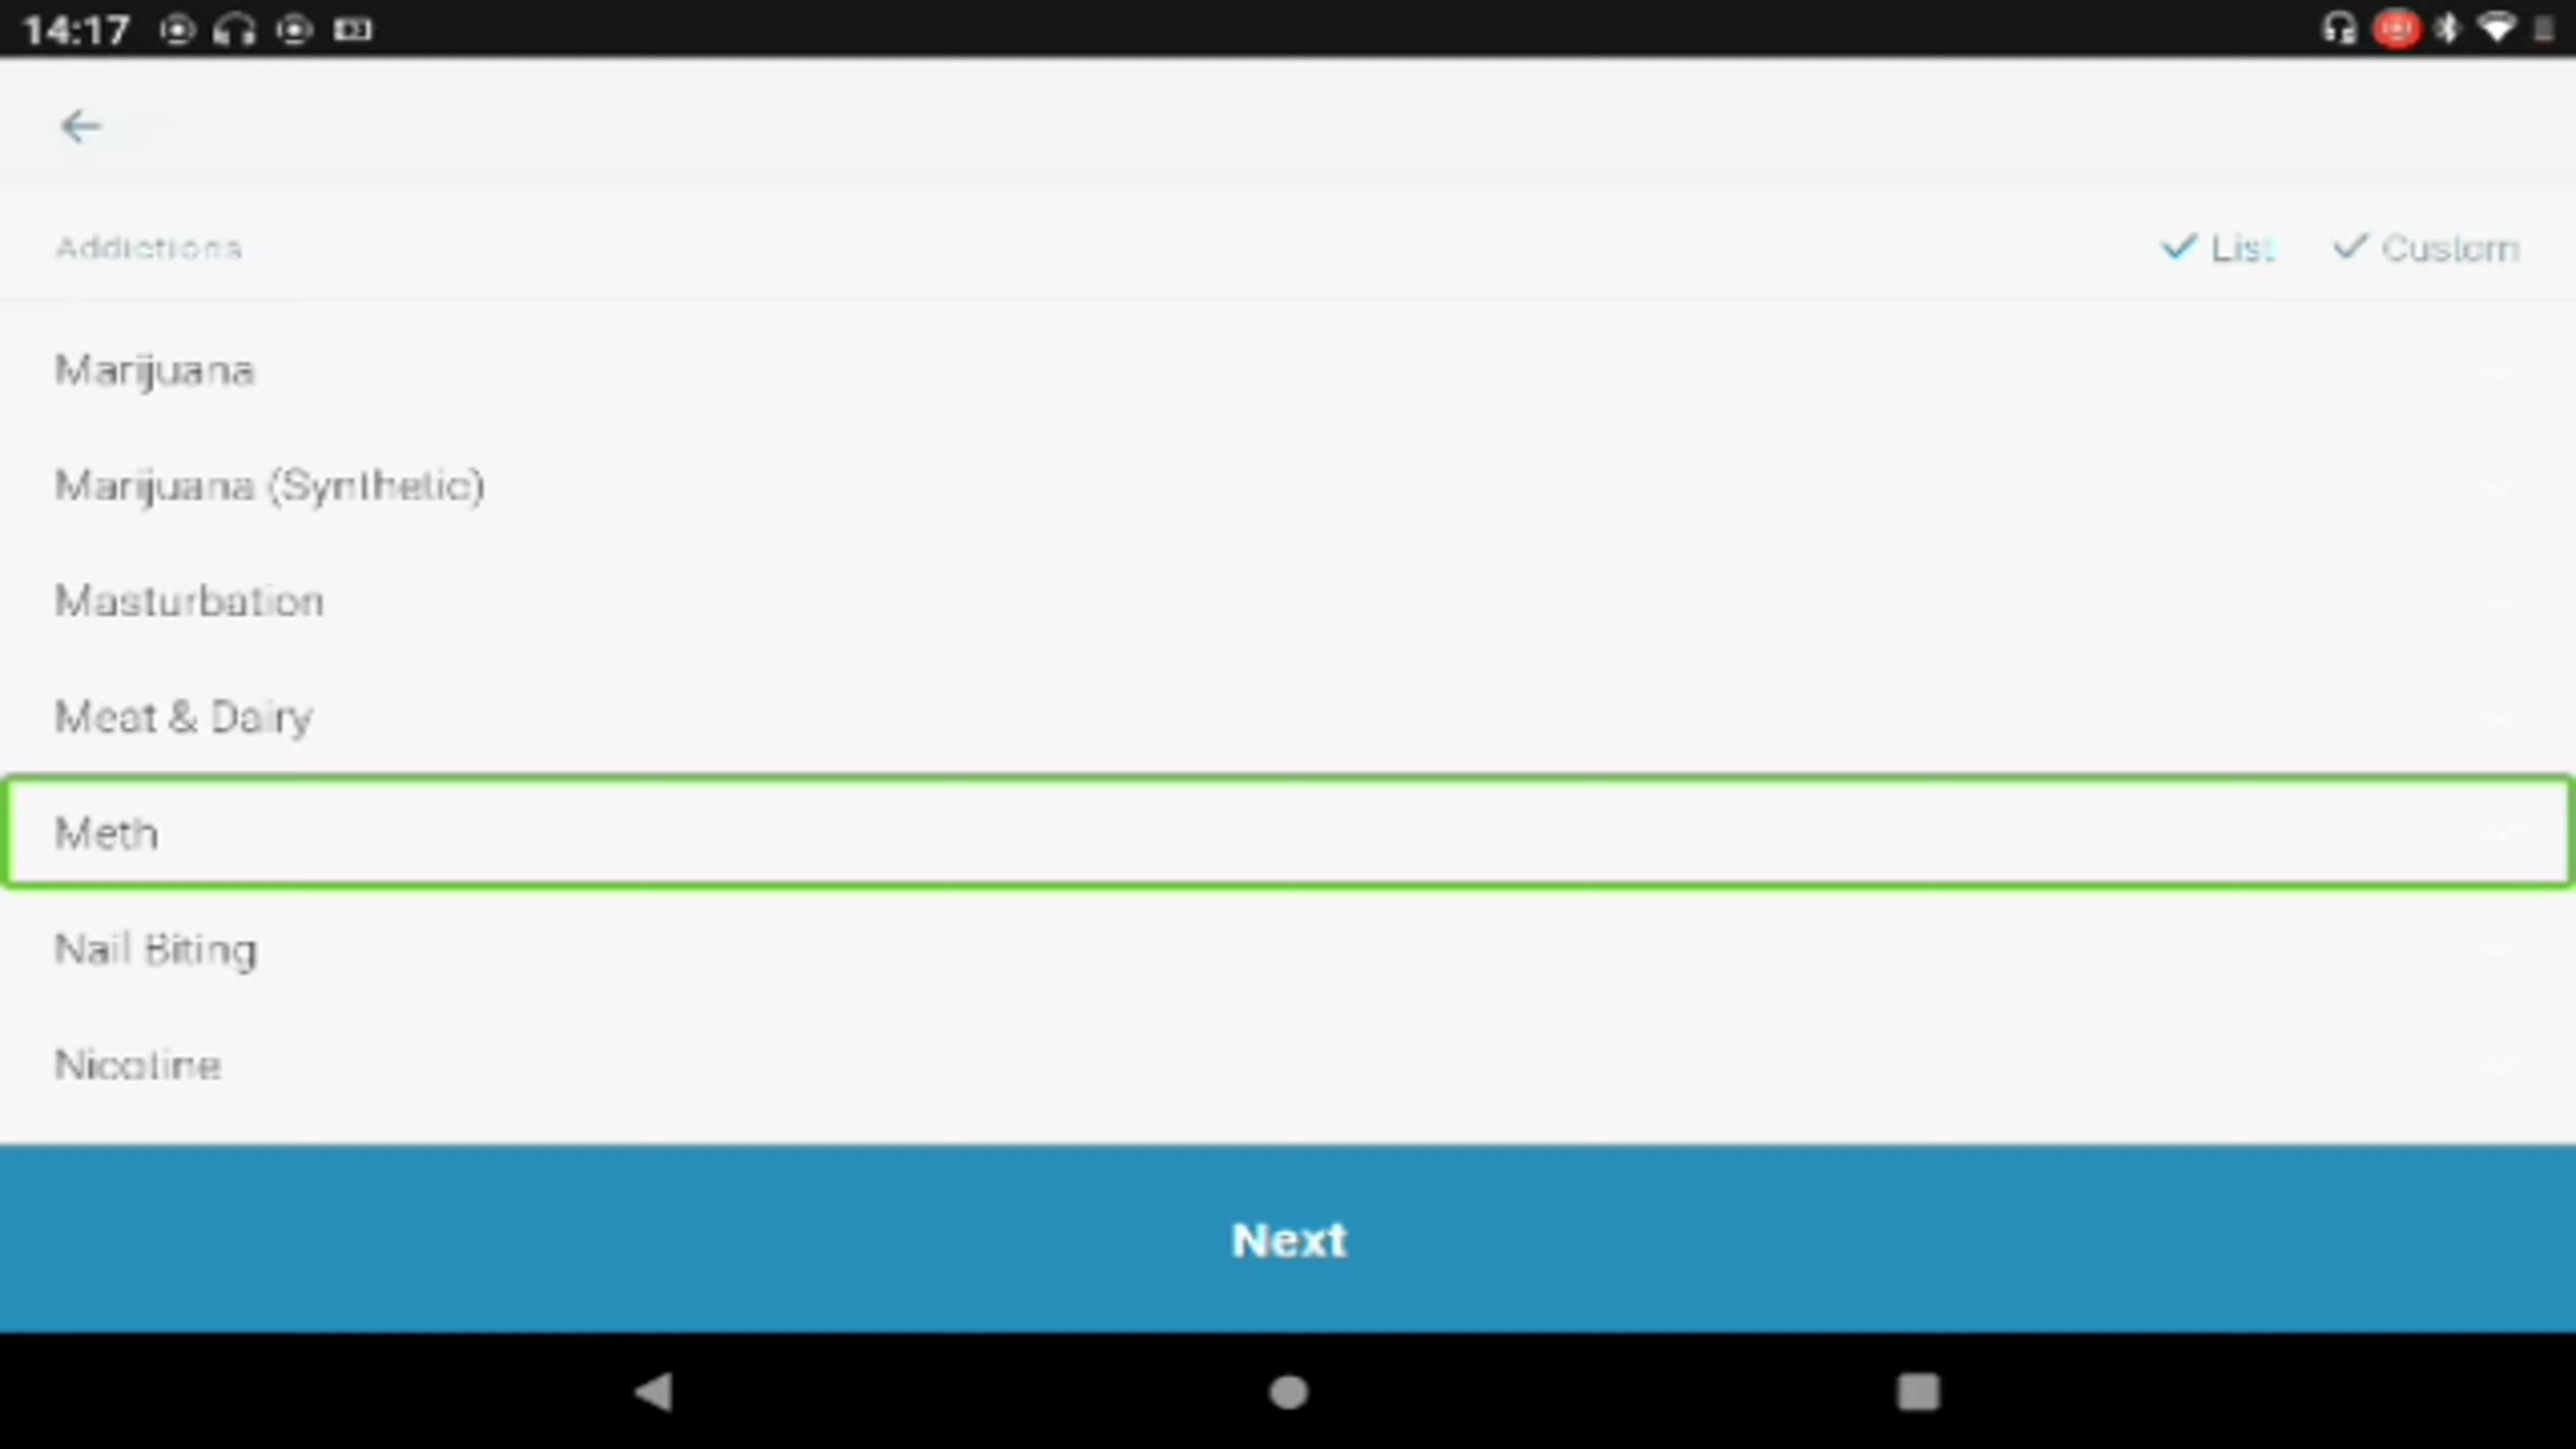 14:17
Addictions List Custom
Marijuana
Marijuana (Synthetic)
Masturbation
Meat & Dairy
Meth
Nail Biting
Nicotine
Next